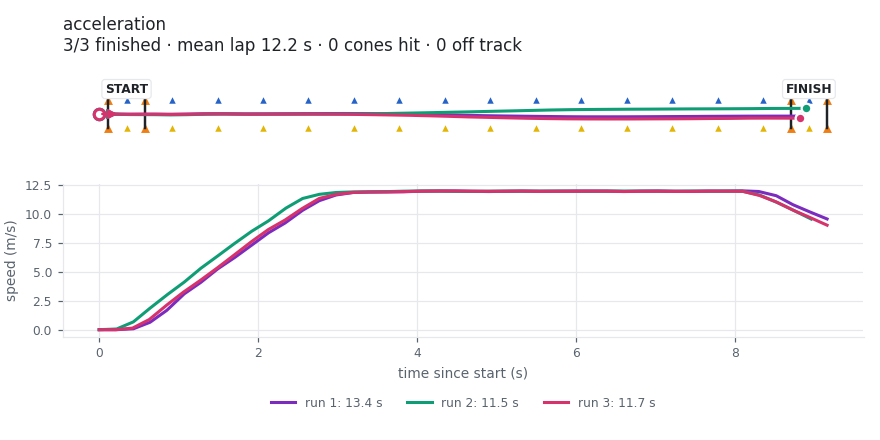 acceleration
3/3 finished · mean lap 12.2 s · 0 cones hit · 0 off track
START
FINISH
12.5
10.0
7.5
5.0
2.5
0.0
speed (m/s)
0
2
4
6
8
time since start (s)
run 1: 13.4 s
run 2: 11.5 s
run 3: 11.7 s